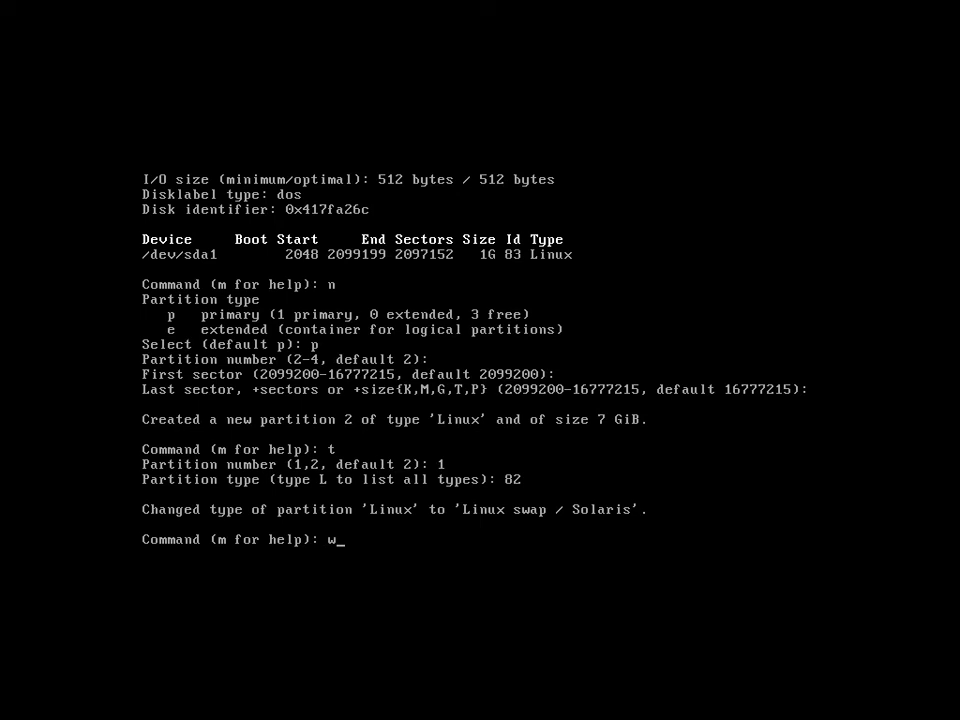 I/O size (minimum/optimal): 512 bytes / 512 bytes
Disklabel type: dos
Disk identifier: 0x417fa26c
Device     Boot Start     End Sectors Size Id Type
/dev/sda1        2048 2099199 2097152   1G 83 Linux
Command (m for help): n
Partition type
   p   primary (1 primary, 0 extended, 3 free)
   e   extended (container for logical partitions)
Select (default p): p
Partition number (2-4, default 2):
First sector (2099200-16777215, default 2099200):
Last sector, +sectors or +size{K,M,G,T,P} (2099200-16777215, default 16777215):
Created a new partition 2 of type 'Linux' and of size 7 GiB.
Command (m for help): t
Partition number (1,2, default 2): 1
Partition type (type L to list all types): 82
Changed type of partition 'Linux' to 'Linux swap / Solaris'.
Command (m for help): w_